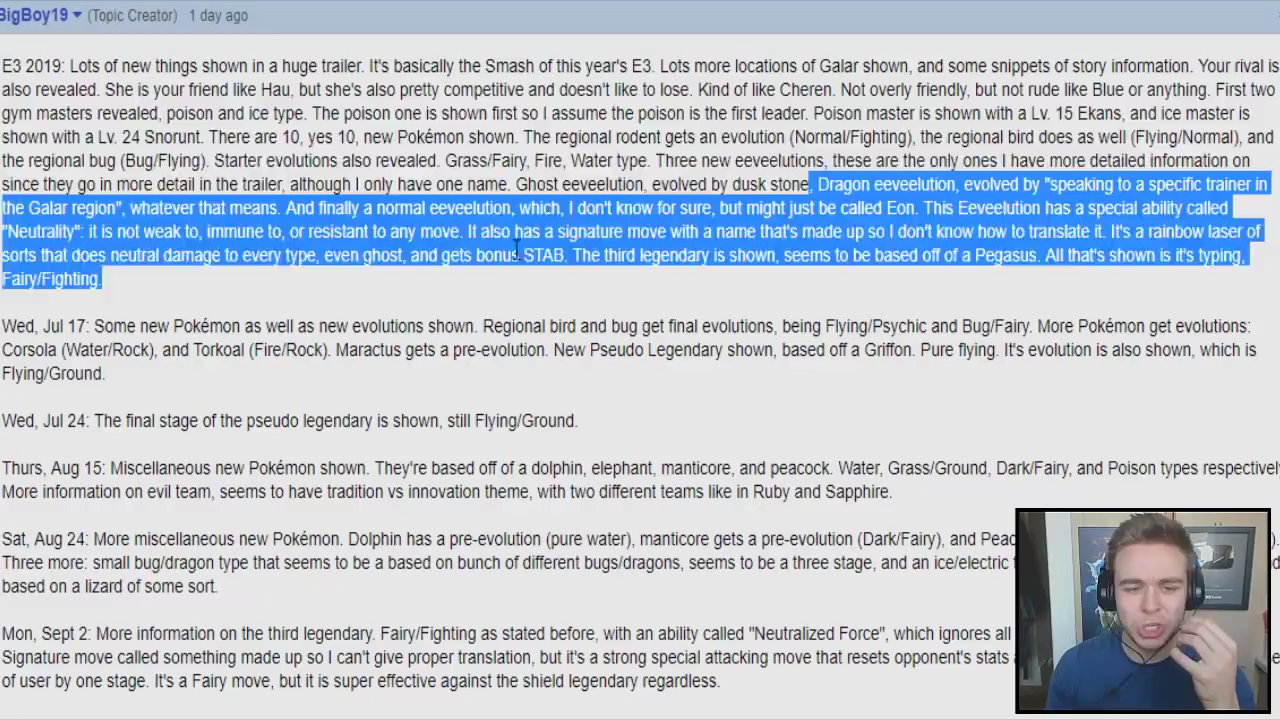 BigBoy19 (Topic Creator) 1 day ago
E3 2019: Lots of new things shown in a huge trailer. It's basically the Smash of this year's E3. Lots more locations of Galar shown, and some snippets of story information. Your rival is
also revealed. She is your friend like Hau, but she's also pretty competitive and doesn't like to lose. Kind of like Cheren. Not overly friendly, but not rude like Blue or anything. First two
gym masters revealed, poison and ice type. The poison one is shown first so I assume the poison is the first leader. Poison master is shown with a Lv. 15 Ekans, and ice master is
shown with a Lv. 24 Snorunt. There are 10, yes 10, new Pokémon shown. The regional rodent gets an evolution (Normal/Fighting), the regional bird does as well (Flying/Normal), and
the regional bug (Bug/Flying). Starter evolutions also revealed. Grass/Fairy, Fire, Water type. Three new eeveelutions, these are the only ones I have more detailed information on
since they go in more detail in the trailer, although I only have one name. Ghost eeveelution, evolved by dusk stone, Dragon eeveelution, evolved by "speaking to a specific trainer in
the Galar region", whatever that means. And finally a normal eeveelution, which, I don't know for sure, but might just be called Eon. This Eeveelution has a special ability called
"Neutrality": it is not weak to, immune to, or resistant to any move. It also has a signature move with a name that's made up so I don't know how to translate it. It's a rainbow laser of
sorts that does neutral damage to every type, even ghost, and gets bonus STAB. The third legendary is shown, seems to be based off of a Pegasus. All that's shown is it's typing,
Fairy/Fighting.
Wed, Jul 17: Some new Pokémon as well as new evolutions shown. Regional bird and bug get final evolutions, being Flying/Psychic and Bug/Fairy. More Pokémon get evolutions:
Corsola (Water/Rock), and Torkoal (Fire/Rock). Maractus gets a pre-evolution. New Pseudo Legendary shown, based off a Griffon. Pure flying. It's evolution is also shown, which is
Flying/Ground.
Wed, Jul 24: The final stage of the pseudo legendary is shown, still Flying/Ground.
Thurs, Aug 15: Miscellaneous new Pokémon shown. They're based off of a dolphin, elephant, manticore, and peacock. Water, Grass/Ground, Dark/Fairy, and Poison types respectively
More information on evil team, seems to have tradition vs innovation theme, with two different teams like in Ruby and Sapphire.
Sat, Aug 24: More miscellaneous new Pokémon. Dolphin has a pre-evolution (pure water), manticore gets a pre-evolution (Dark/Fairy), and
Three more: small bug/dragon type that seems to be a based on bunch of different bugs/dragons, seems to be a three stage, and an ice/electric
based on a lizard of some sort.
Mon, Sept 2: More information on the third legendary. Fairy/Fighting as stated before, with an ability called "Neutralized Force", which ignores all
Signature move called something made up so I can't give proper translation, but it's a strong special attacking move that resets opponent's stats
of user by one stage. It's a Fairy move, but it is super effective against the shield legendary regardless.